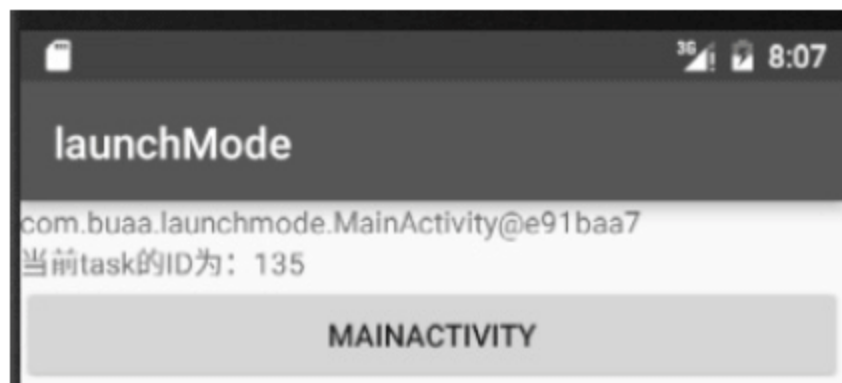 3G 8:07
launchMode
com.buaa.launchmode.MainActivity@e91baa7
当前task的ID为：135
MAINACTIVITY